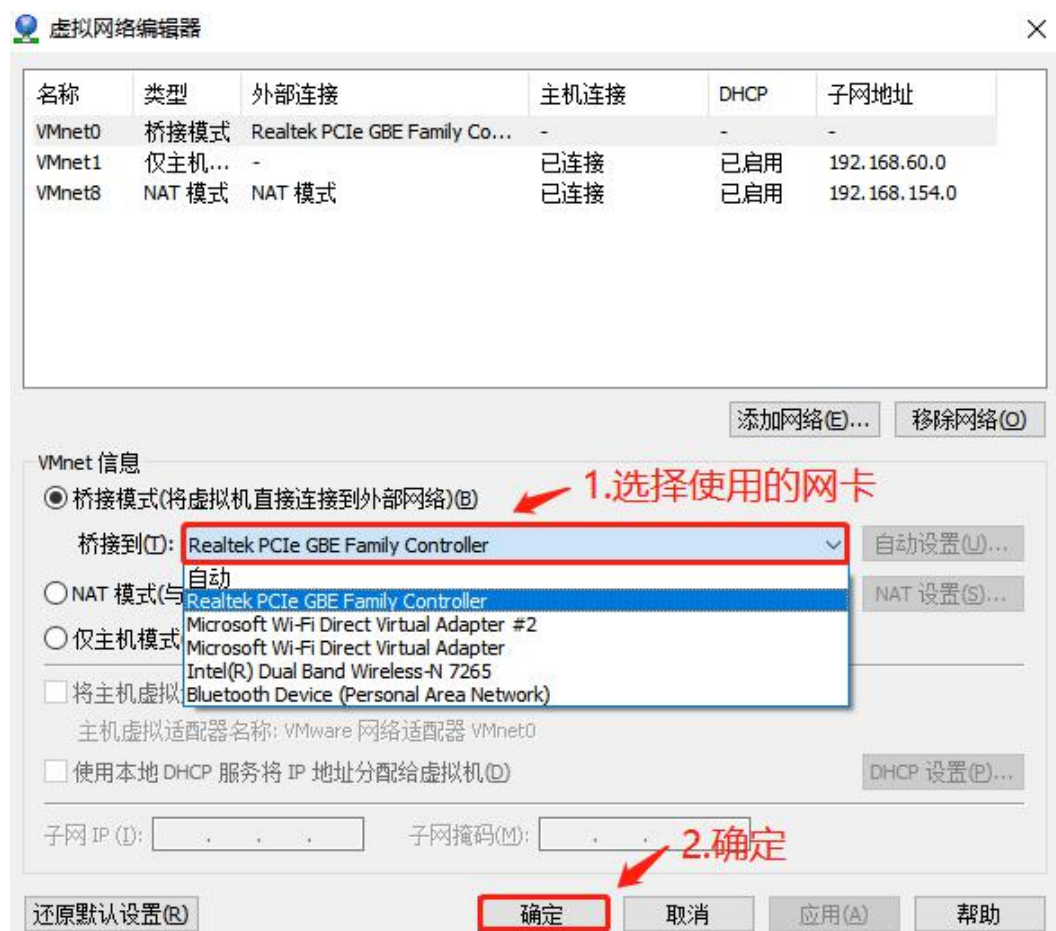 虚拟网络编辑器
名称 类型 外部连接 主机连接 DHCP 子网地址
VMnet0 桥接模式 Realtek PCIe GBE Family Co... - - -
VMnet1 仅主机... - 已连接 已启用 192.168.60.0
VMnet8 NAT 模式 NAT 模式 已连接 已启用 192.168.154.0
添加网络(E)... 移除网络(O)
VMnet 信息
1.选择使用的网卡
桥接模式(将虚拟机直接连接到外部网络)(B)
桥接到(T): Realtek PCIe GBE Family Controller 自动设置(U)...
自动
NAT 模式(与 Realtek PCIe GBE Family Controller NAT 设置(S)...
Microsoft Wi-Fi Direct Virtual Adapter #2
仅主机模式 Microsoft Wi-Fi Direct Virtual Adapter
Intel(R) Dual Band Wireless-N 7265
将主机虚拟 Bluetooth Device (Personal Area Network)
主机虚拟适配器名称: VMware 网络适配器 VMnet0
使用本地 DHCP 服务将 IP 地址分配给虚拟机(D) DHCP 设置(P)...
子网 IP (I): . . . 子网掩码(M): . . .
2.确定
还原默认设置(R) 确定 取消 应用(A) 帮助